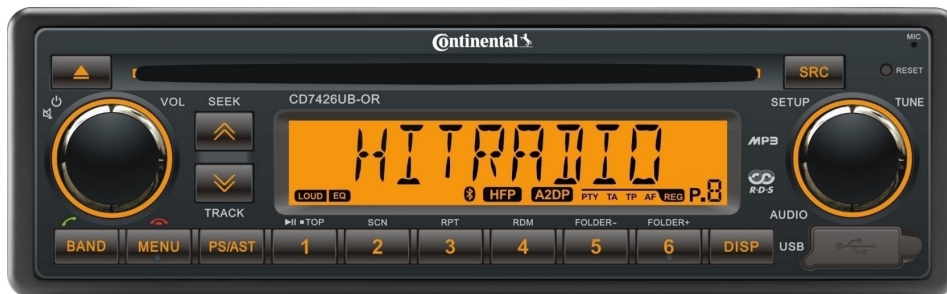 Continental
MIC
SRC
RESET
VOL
SEEK
CD7426UB-OR
SETUP
TUNE
HITRADIO
MP3
RDS
LOUD EQ
HFP A2DP PTY TA TP AF REG P.8
TRACK
AUDIO
TOP SCN RPT RDM FOLDER- FOLDER+
BAND MENU PS/AST 1 2 3 4 5 6 DISP USB